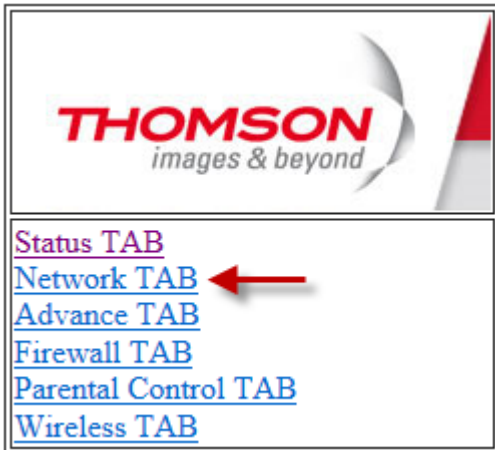 THOMSON
images & beyond
Status TAB
Network TAB
Advance TAB
Firewall TAB
Parental Control TAB
Wireless TAB